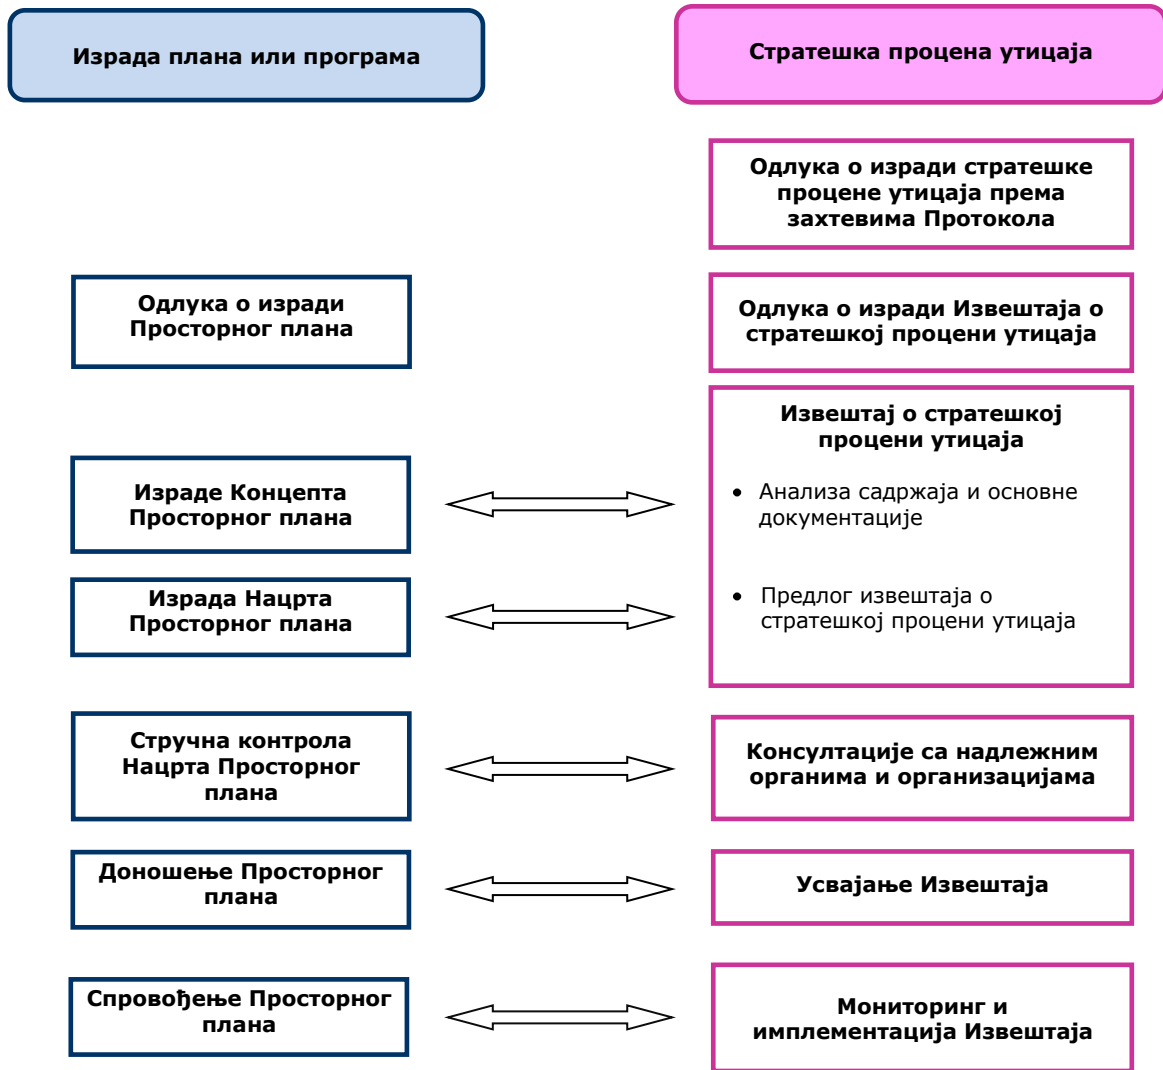 Израда плана или програма
Стратешка процена утицаја
Одлука о изради стратешке
процене утицаја према
захтевима Протокола
Одлука о изради
Просторног плана
Одлука о изради Извештаја о
стратешкој процени утицаја
Извештај о стратешкој
процени утицаја
Израде Концепта
Просторног плана
• Анализа садржаја и основне
документације
Израда Нацрта
Просторног плана
• Предлог извештаја о
стратешкој процени утицаја
Стручна контрола
Нацрта Просторног
плана
Консултације са надлежним
органима и организацијама
Доношење Просторног
плана
Усвајање Извештаја
Спровођење Просторног
плана
Мониторинг и
имплементација Извештаја